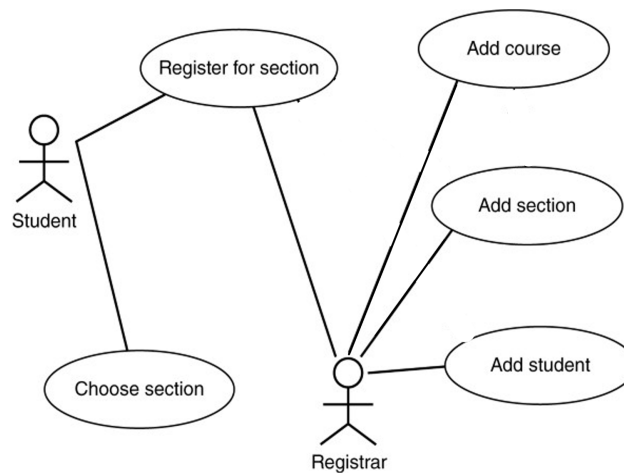 Add course
Register for section
Add section
Student
Add student
Choose section
Registrar